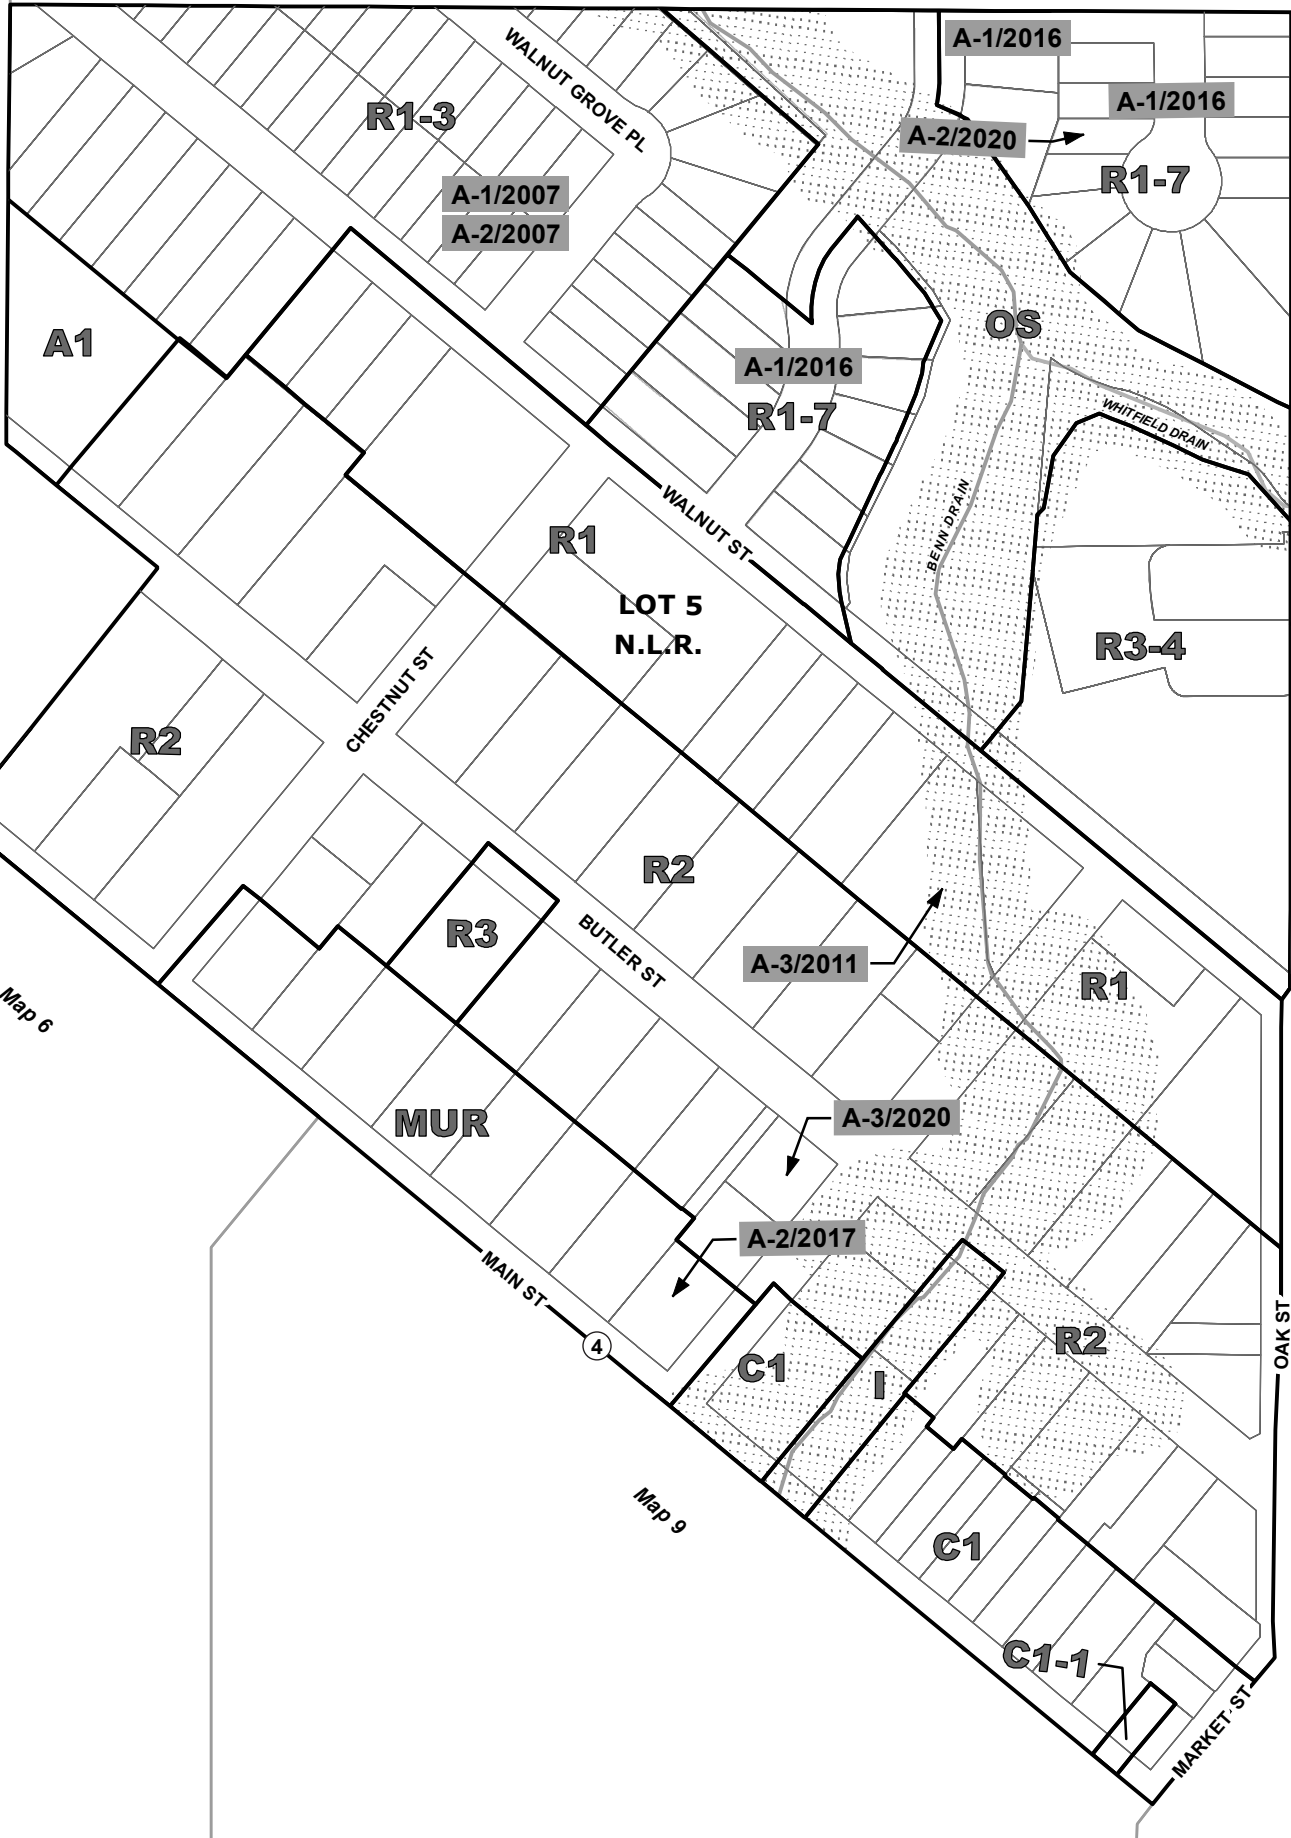 A-1/2016
WALNUT GROVE PL
A-1/2016
R1-3
A-2/2020
R1-7
A-1/2007
A-2/2007
OS
A1
A-1/2016
R1-7
WHITFIELD DRAIN
WALNUT ST
BENN DRAIN
R1
LOT 5
N.L.R.
R3-4
CHESTNUT ST
R2
R2
R3
BUTLER ST
A-3/2011
R1
Map 6
MUR
A-3/2020
A-2/2017
MAIN ST
4
OAK ST
R2
C1
I
Map 9
C1
C1-1
MARKET ST